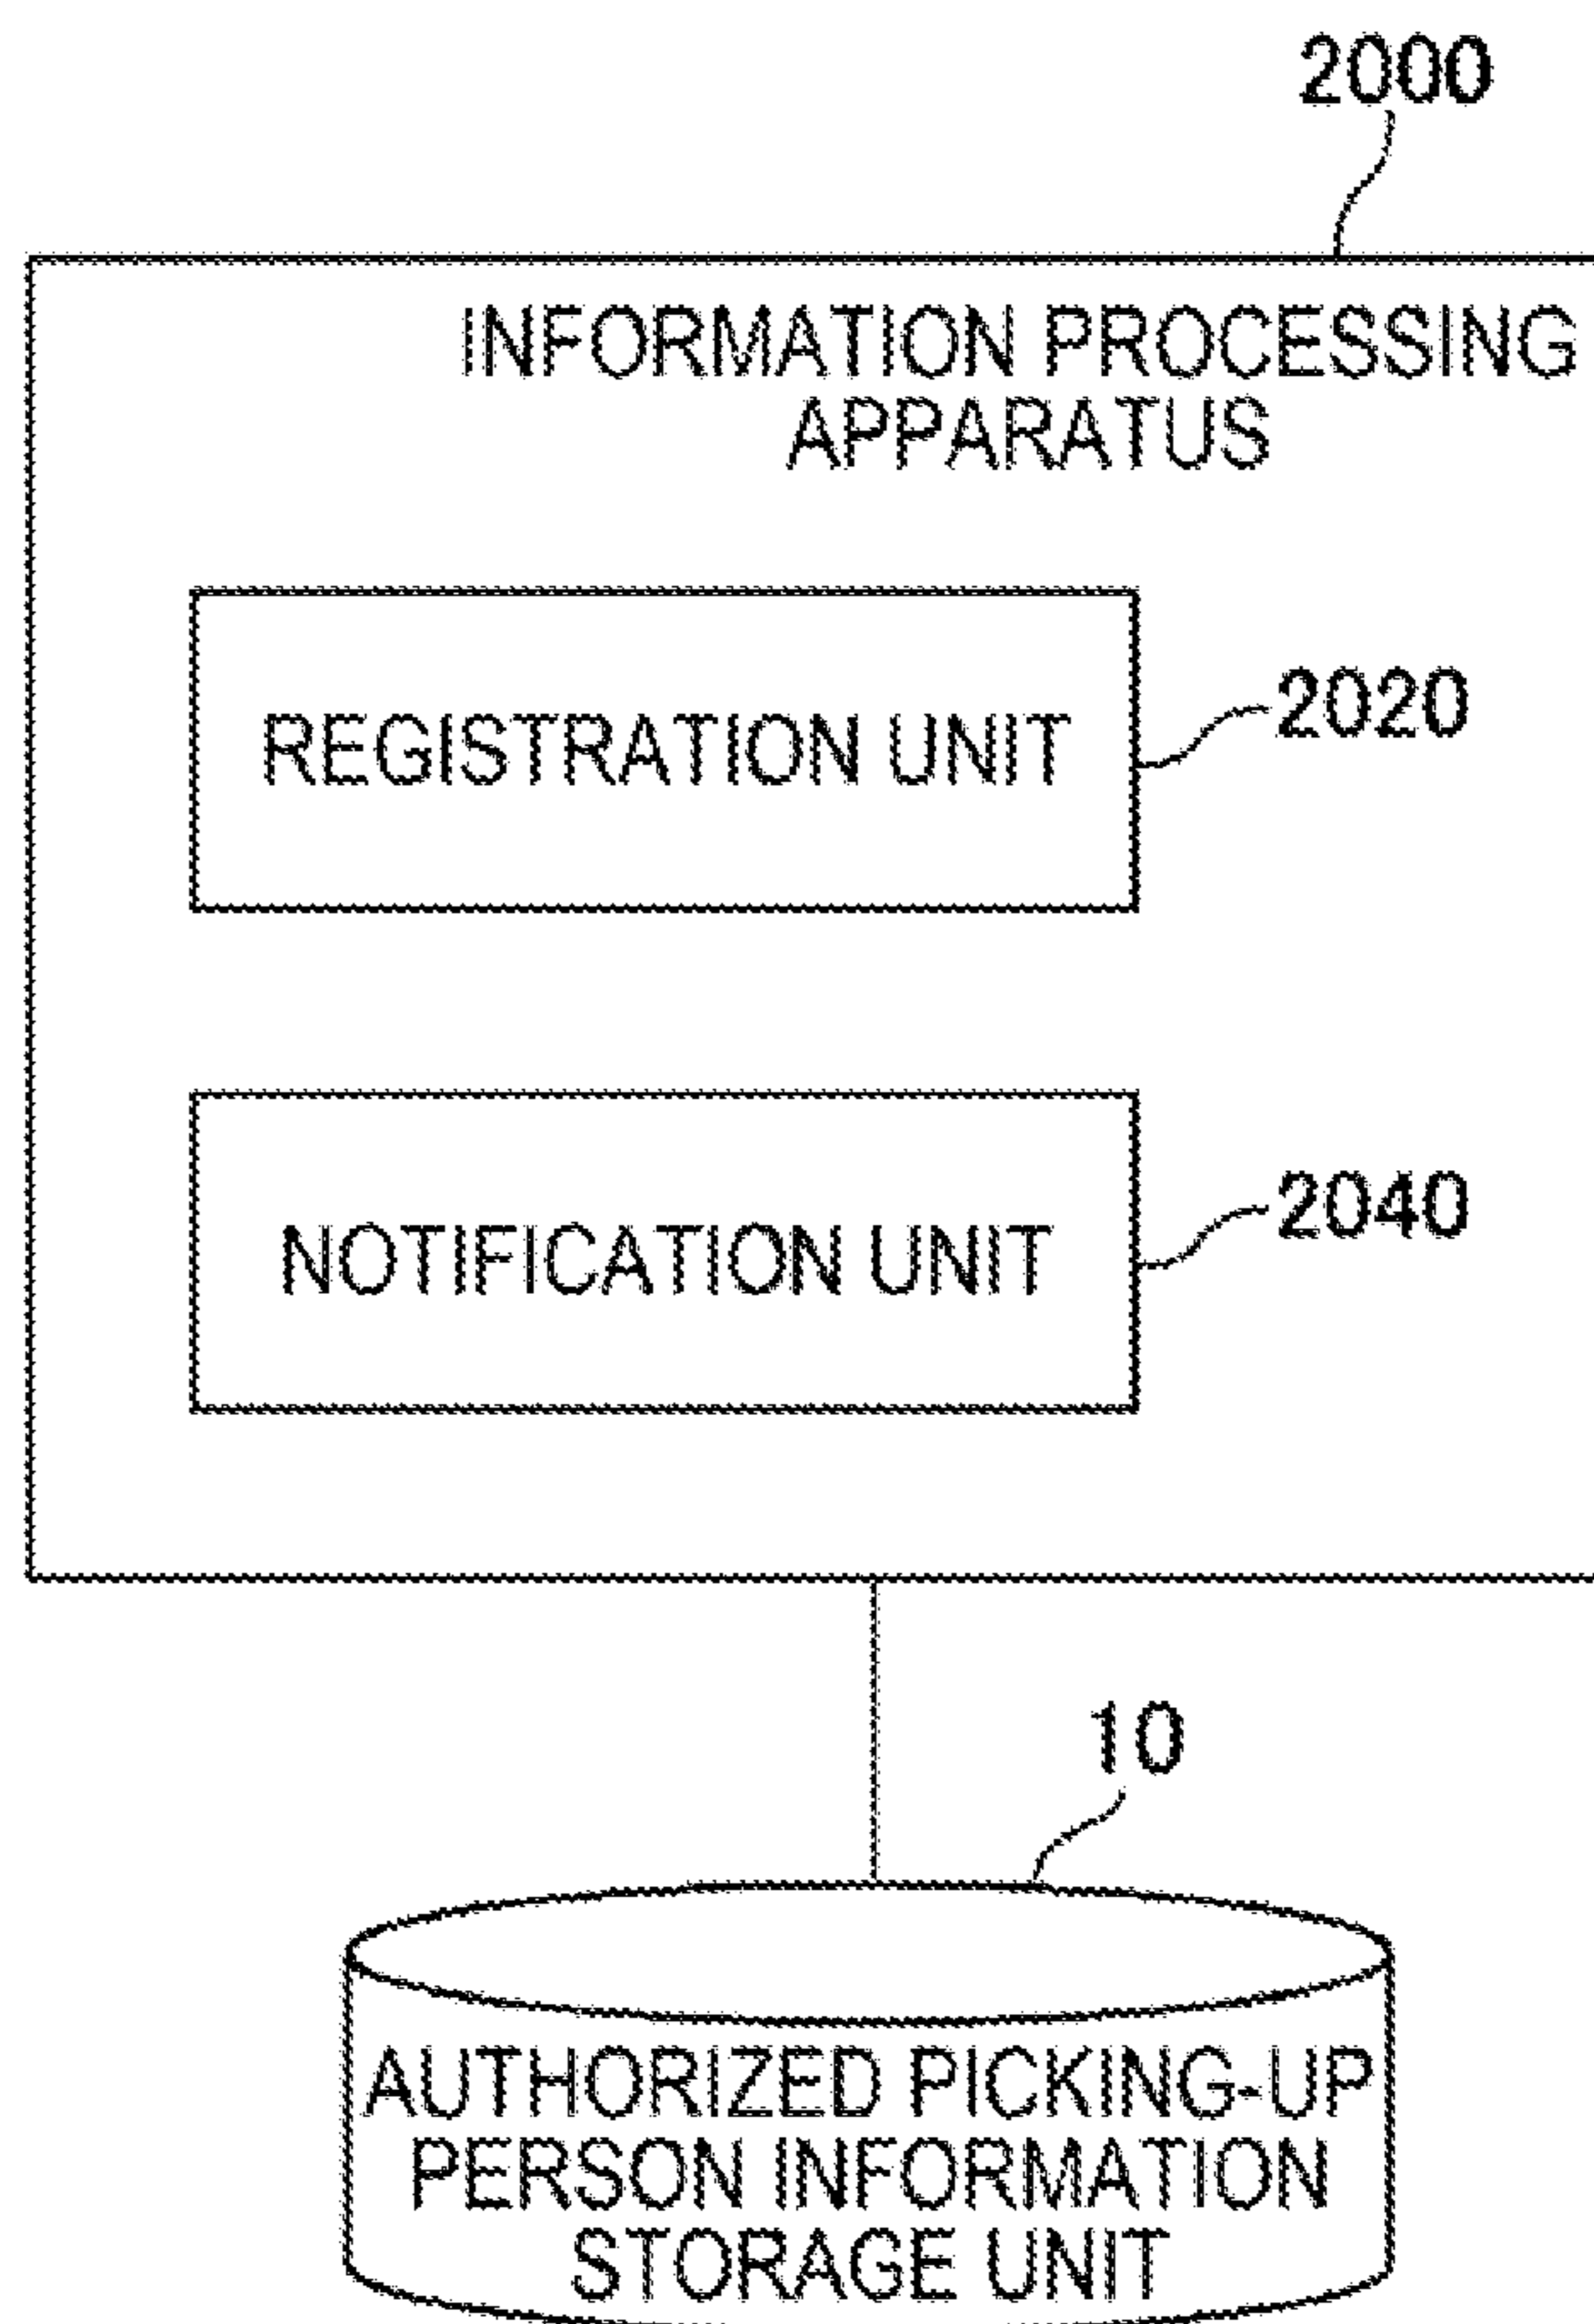 2000
INFORMATION PROCESSING
APPARATUS
REGISTRATION UNIT
2020
NOTIFICATION UNIT
2040
10
AUTHORIZED PICKING-UP
PERSON INFORMATION
STORAGE UNIT